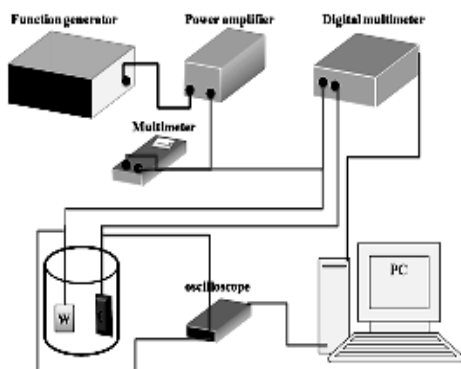 Function generator
Power amplifier
Digital multimeter
Multimeter
W
oscilloscope
PC